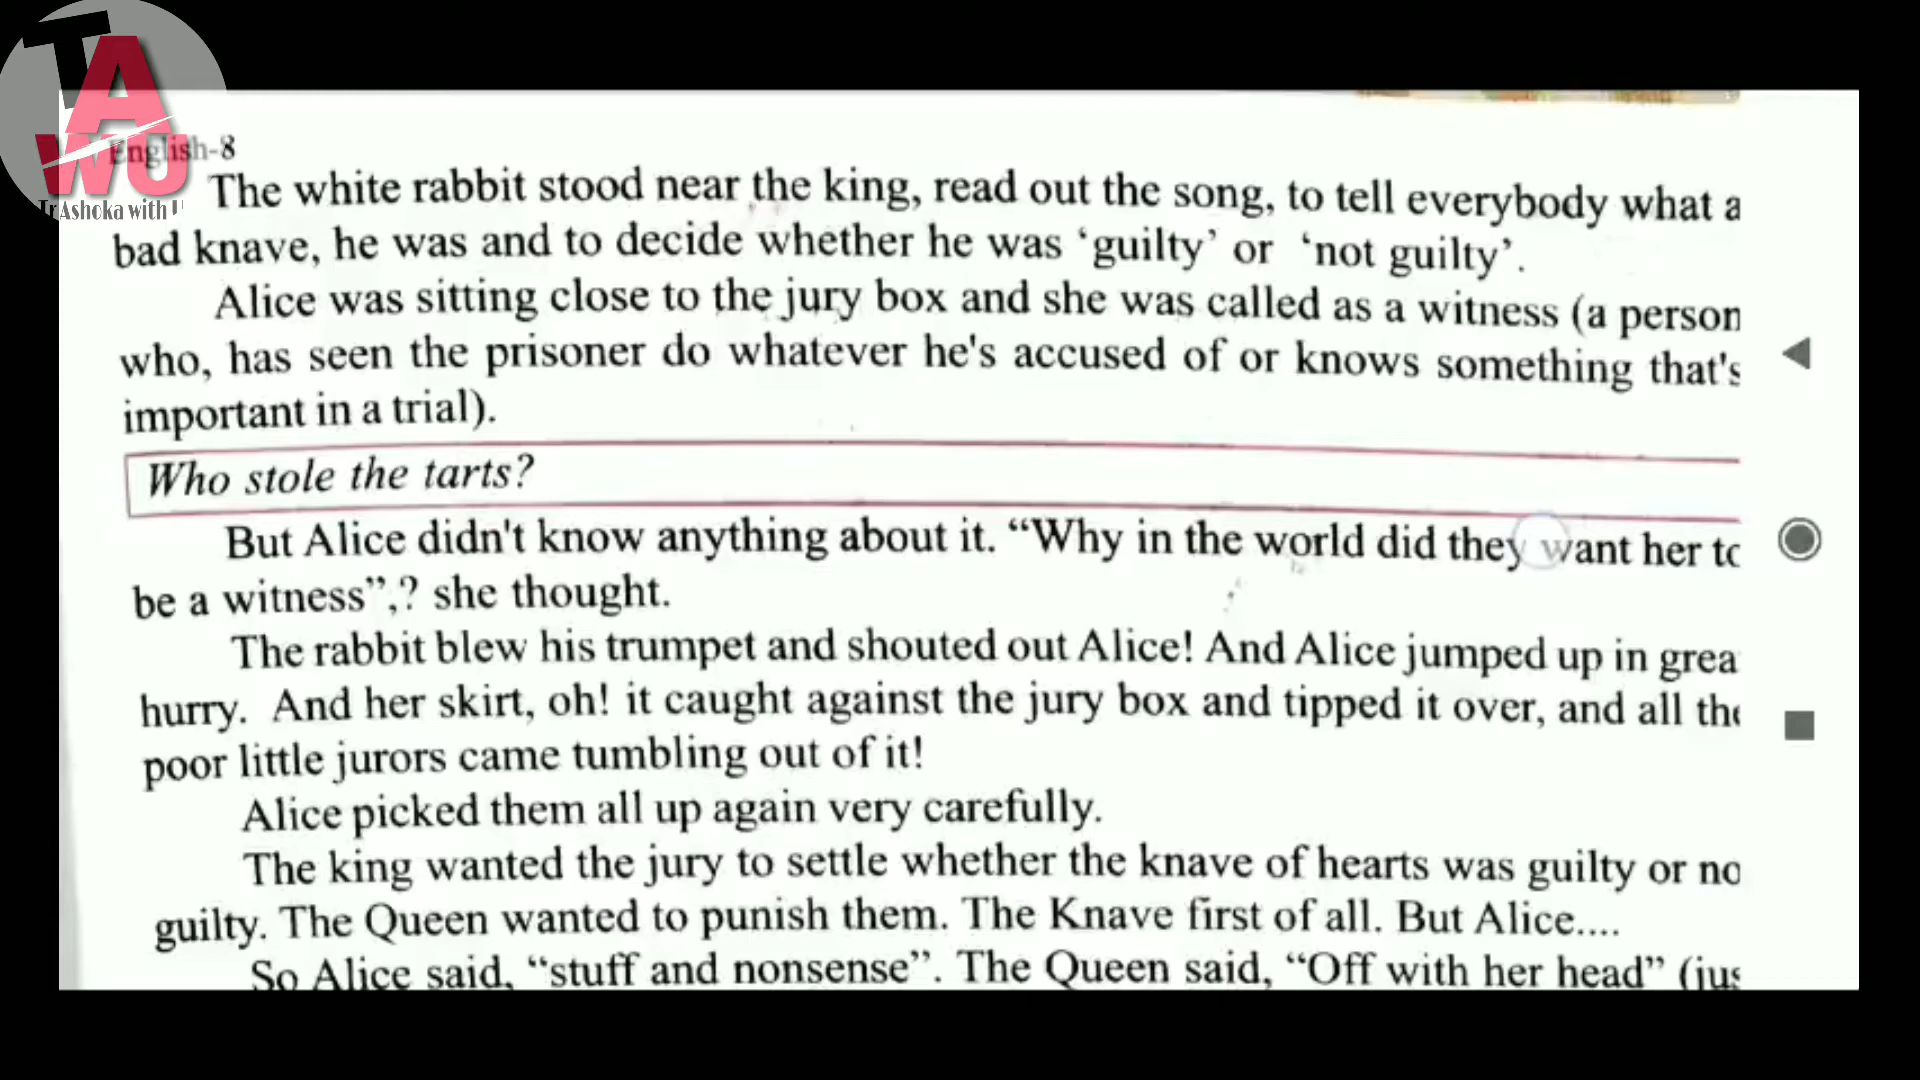 TA
WU
Tr Ashoka with U
English-8
The white rabbit stood near the king, read out the song, to tell everybody what a
bad knave, he was and to decide whether he was ‘guilty’ or ‘not guilty’.
Alice was sitting close to the jury box and she was called as a witness (a person
who, has seen the prisoner do whatever he's accused of or knows something that's
important in a trial).
Who stole the tarts?
But Alice didn't know anything about it. “Why in the world did they want her to
be a witness”,? she thought.
The rabbit blew his trumpet and shouted out Alice! And Alice jumped up in grea
hurry. And her skirt, oh! it caught against the jury box and tipped it over, and all the
poor little jurors came tumbling out of it!
Alice picked them all up again very carefully.
The king wanted the jury to settle whether the knave of hearts was guilty or no
guilty. The Queen wanted to punish them. The Knave first of all. But Alice....
So Alice said, “stuff and nonsense”. The Queen said, “Off with her head” (jus